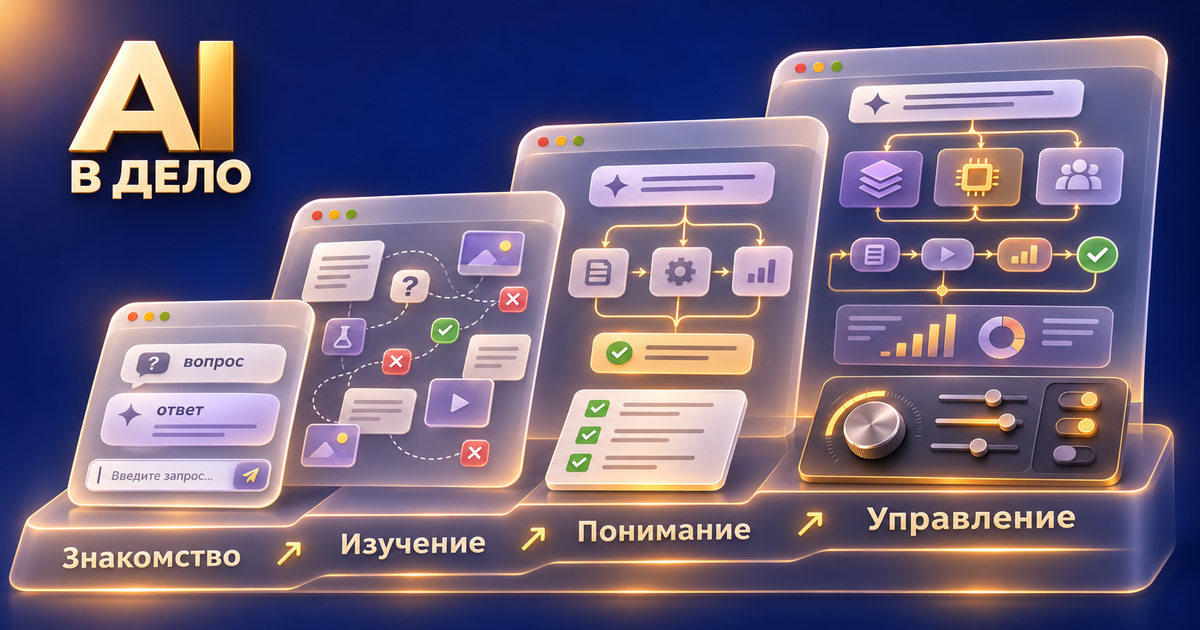 AI
В ДЕЛО
? вопрос
ответ
Введите запрос...
?
Знакомство
Изучение
Понимание
Управление